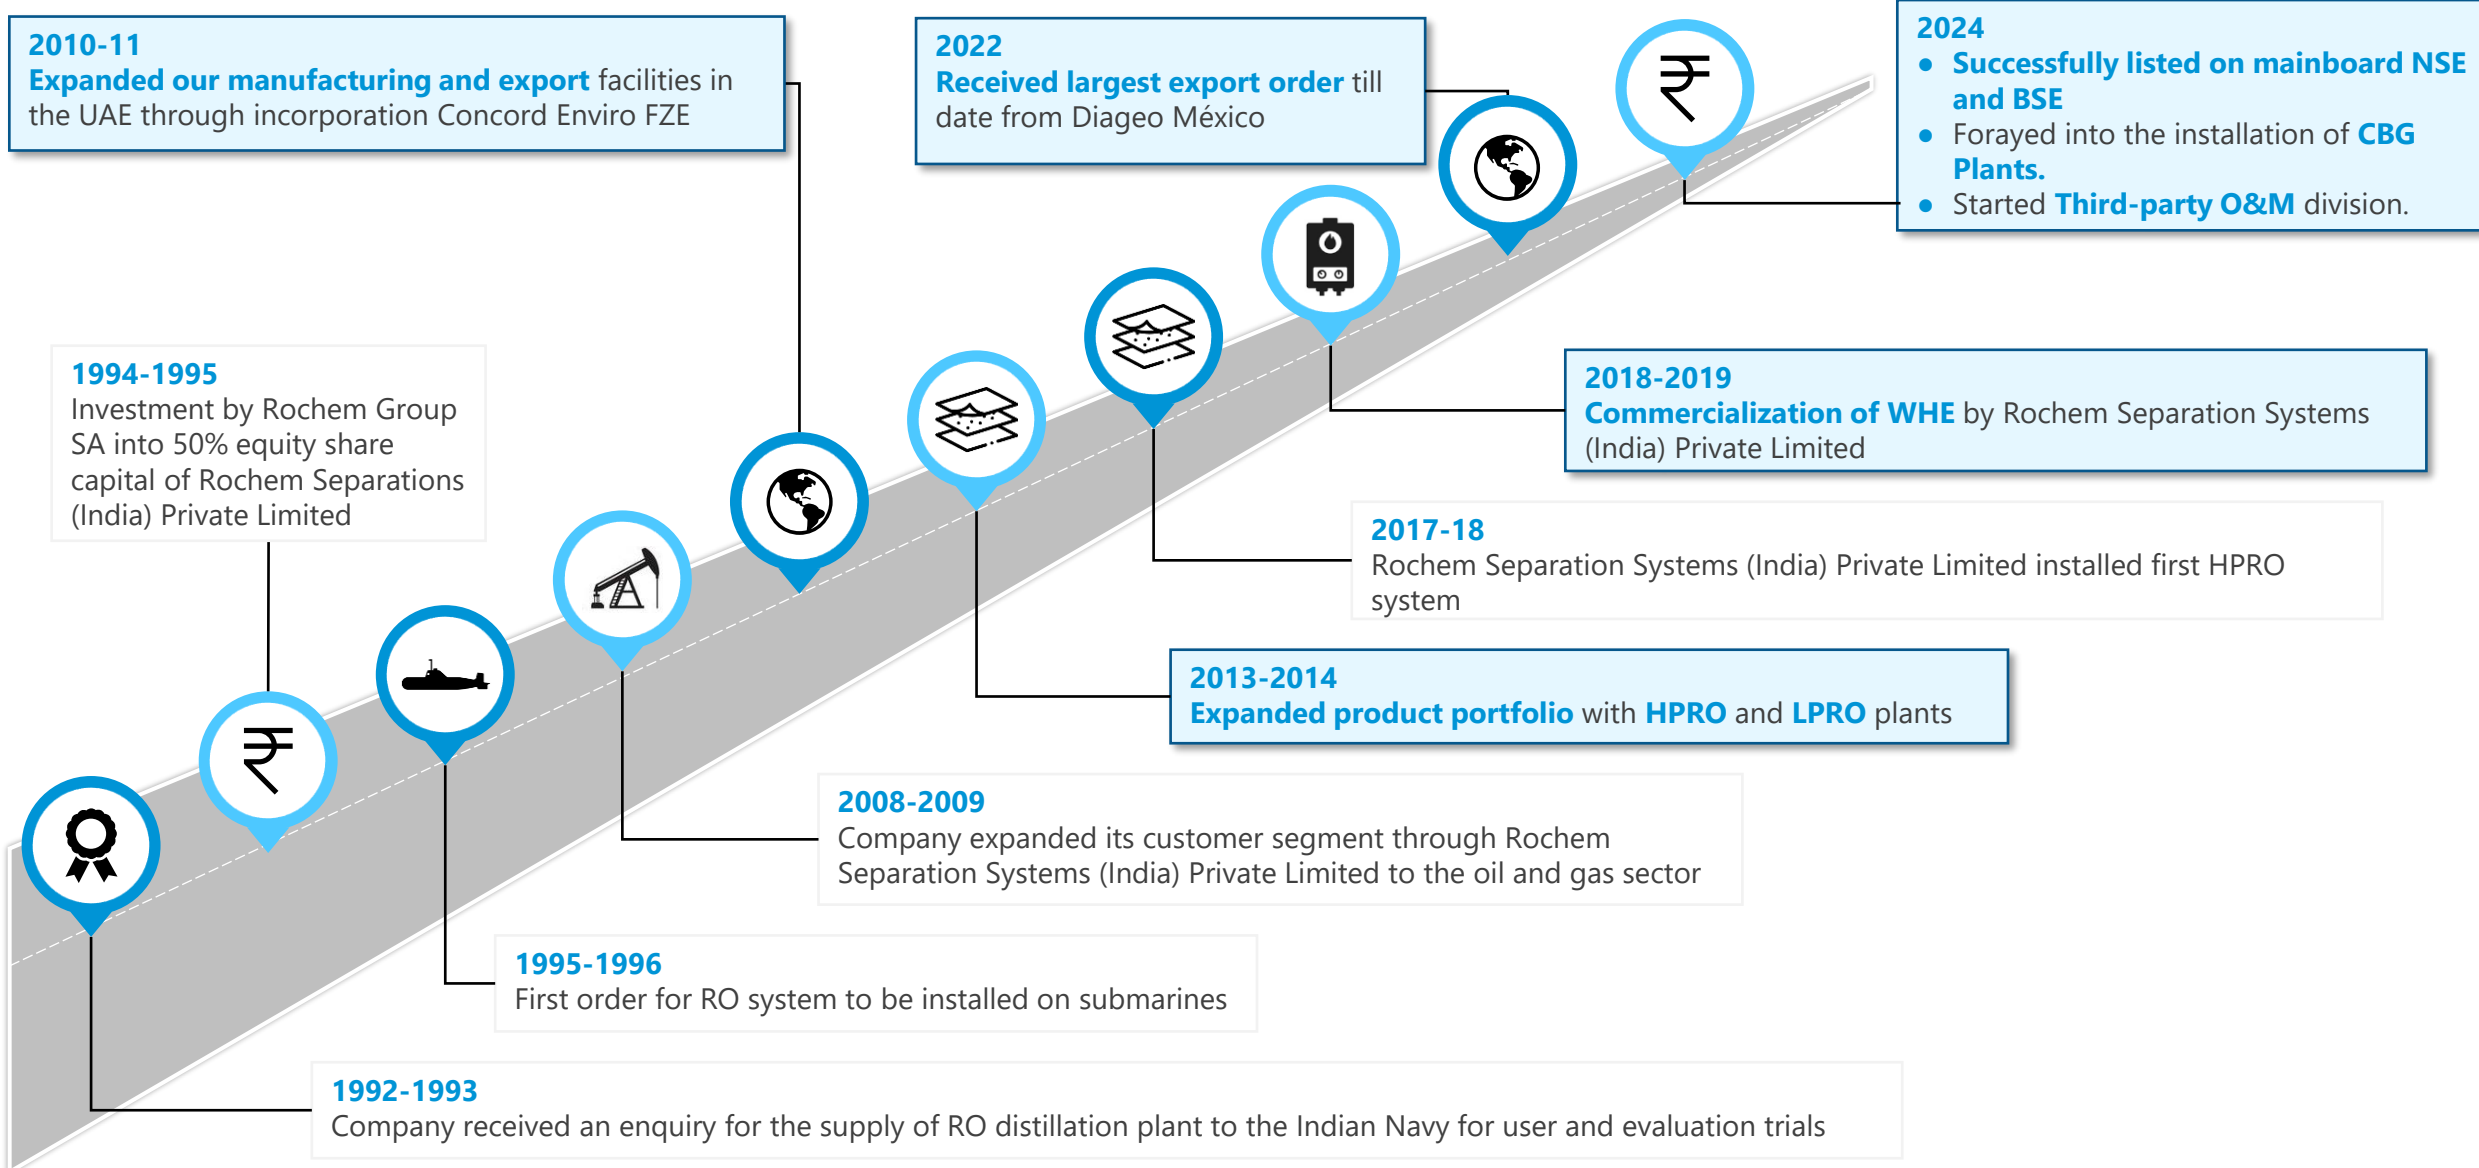 2010-11
Expanded our manufacturing and export facilities in
the UAE through incorporation Concord Enviro FZE
2022
Received largest export order till
date from Diageo México
2024
● Successfully listed on mainboard NSE
and BSE
● Forayed into the installation of CBG
Plants.
● Started Third-party O&M division.
1994-1995
Investment by Rochem Group
SA into 50% equity share
capital of Rochem Separations
(India) Private Limited
2018-2019
Commercialization of WHE by Rochem Separation Systems
(India) Private Limited
2017-18
Rochem Separation Systems (India) Private Limited installed first HPRO
system
2013-2014
Expanded product portfolio with HPRO and LPRO plants
2008-2009
Company expanded its customer segment through Rochem
Separation Systems (India) Private Limited to the oil and gas sector
1995-1996
First order for RO system to be installed on submarines
1992-1993
Company received an enquiry for the supply of RO distillation plant to the Indian Navy for user and evaluation trials